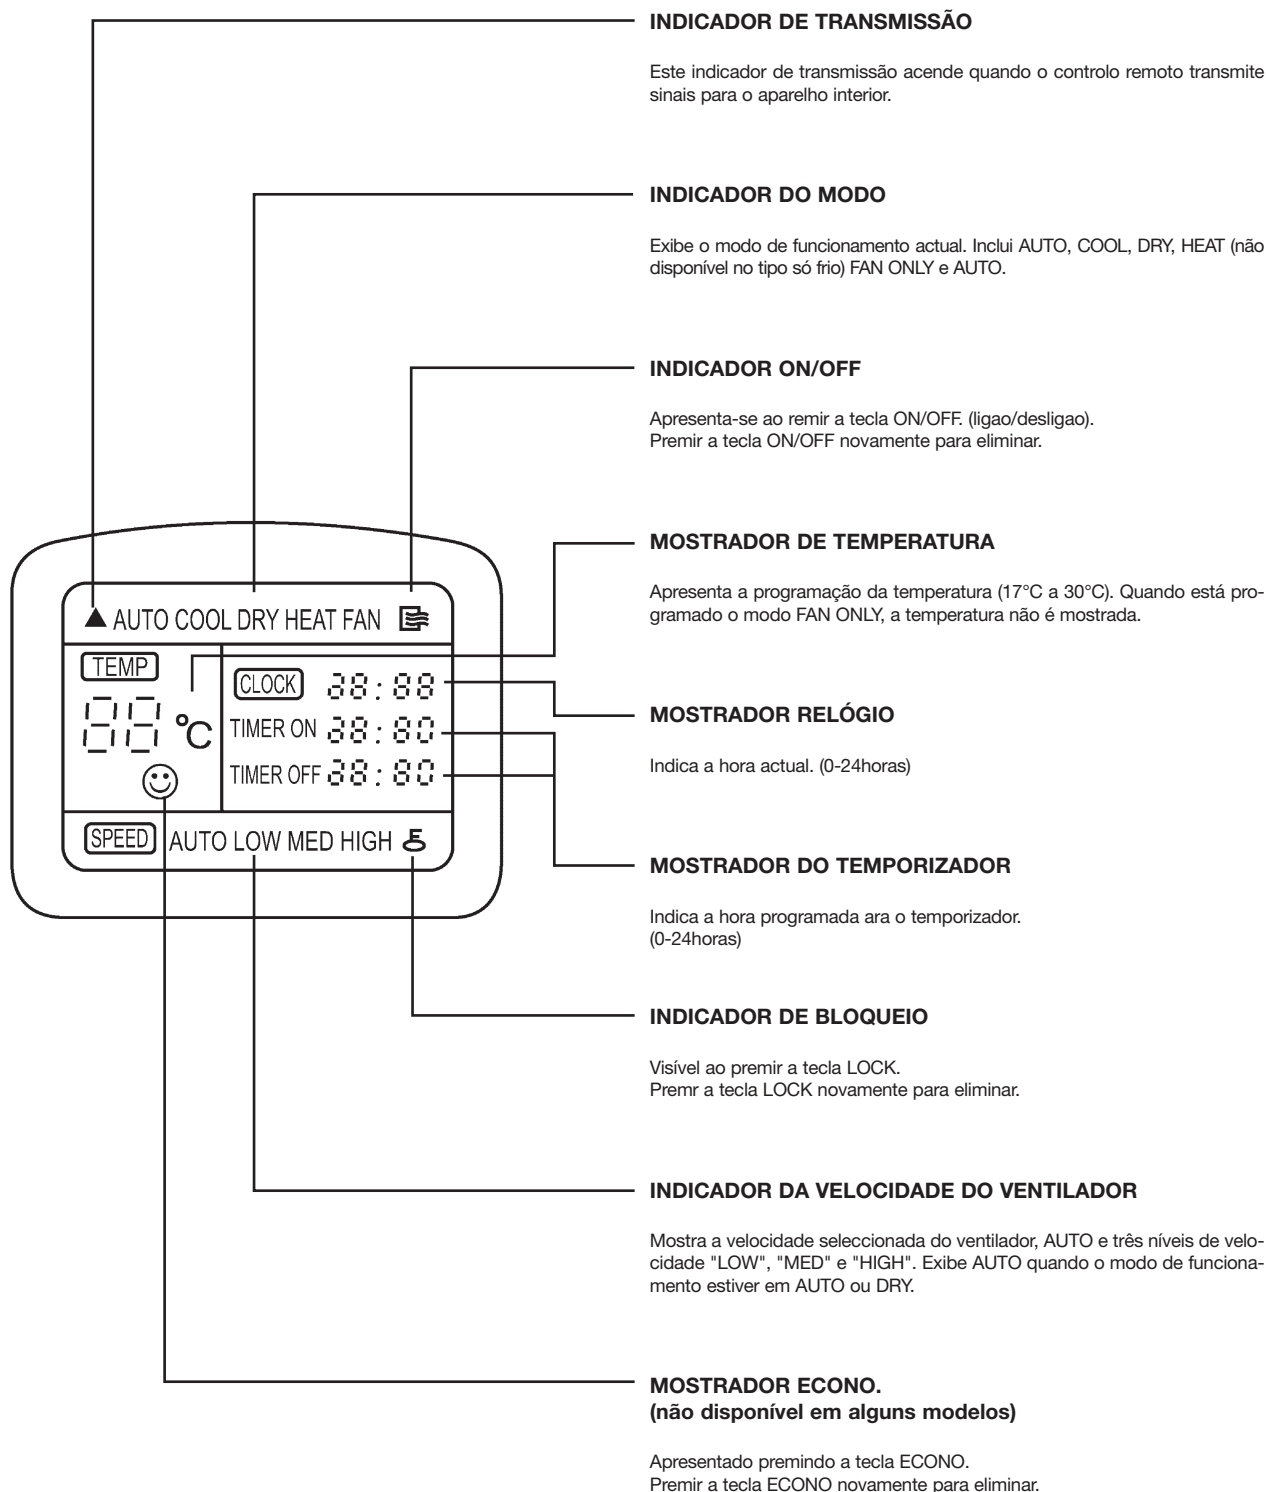 INDICADOR DE TRANSMISSÃO
Este indicador de transmissão acende quando o controlo remoto transmite
sinais para o aparelho interior.
INDICADOR DO MODO
Exibe o modo de funcionamento actual. Inclui AUTO, COOL, DRY, HEAT (não
disponível no tipo só frio) FAN ONLY e AUTO.
INDICADOR ON/OFF
Apresenta-se ao remir a tecla ON/OFF. (ligao/desligao).
Premir a tecla ON/OFF novamente para eliminar.
MOSTRADOR DE TEMPERATURA
Apresenta a programação da temperatura (17°C a 30°C). Quando está pro-
gramado o modo FAN ONLY, a temperatura não é mostrada.
MOSTRADOR RELÓGIO
Indica a hora actual. (0-24horas)
MOSTRADOR DO TEMPORIZADOR
Indica a hora programada ara o temporizador.
(0-24horas)
INDICADOR DE BLOQUEIO
Visível ao premir a tecla LOCK.
Premr a tecla LOCK novamente para eliminar.
INDICADOR DA VELOCIDADE DO VENTILADOR
Mostra a velocidade seleccionada do ventilador, AUTO e três níveis de velo-
cidade "LOW", "MED" e "HIGH". Exibe AUTO quando o modo de funciona-
mento estiver em AUTO ou DRY.
MOSTRADOR ECONO.
(não disponível em alguns modelos)
Apresentado premindo a tecla ECONO.
Premir a tecla ECONO novamente para eliminar.
AUTO COOL DRY HEAT FAN
TEMP
88 °C
CLOCK 28:88
TIMER ON 28:80
TIMER OFF 28:80
SPEED AUTO LOW MED HIGH